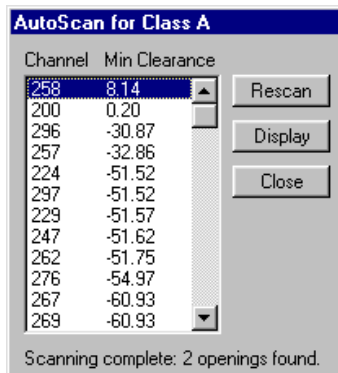 AutoScan for Class A
Channel Min Clearance
258 8.14
200 0.20
296 -30.87
257 -32.86
224 -51.52
297 -51.52
229 -51.57
247 -51.62
262 -51.75
276 -54.97
267 -60.93
269 -60.93
Rescan
Display
Close
Scanning complete: 2 openings found.